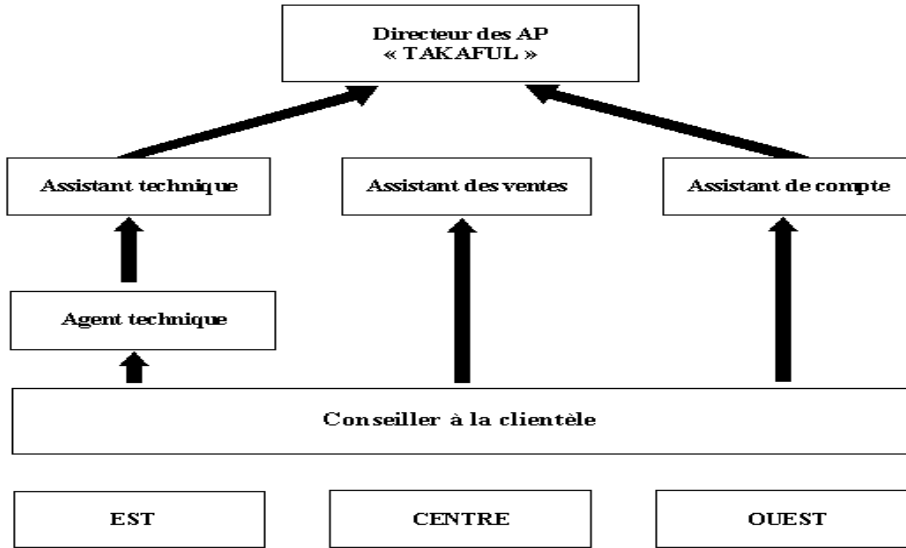 Directeur des AP
« TAKAFUL »
Assistant technique
Assistant des ventes
Assistant de compte
Agent technique
Conseiller à la clientèle
EST
CENTRE
OUEST